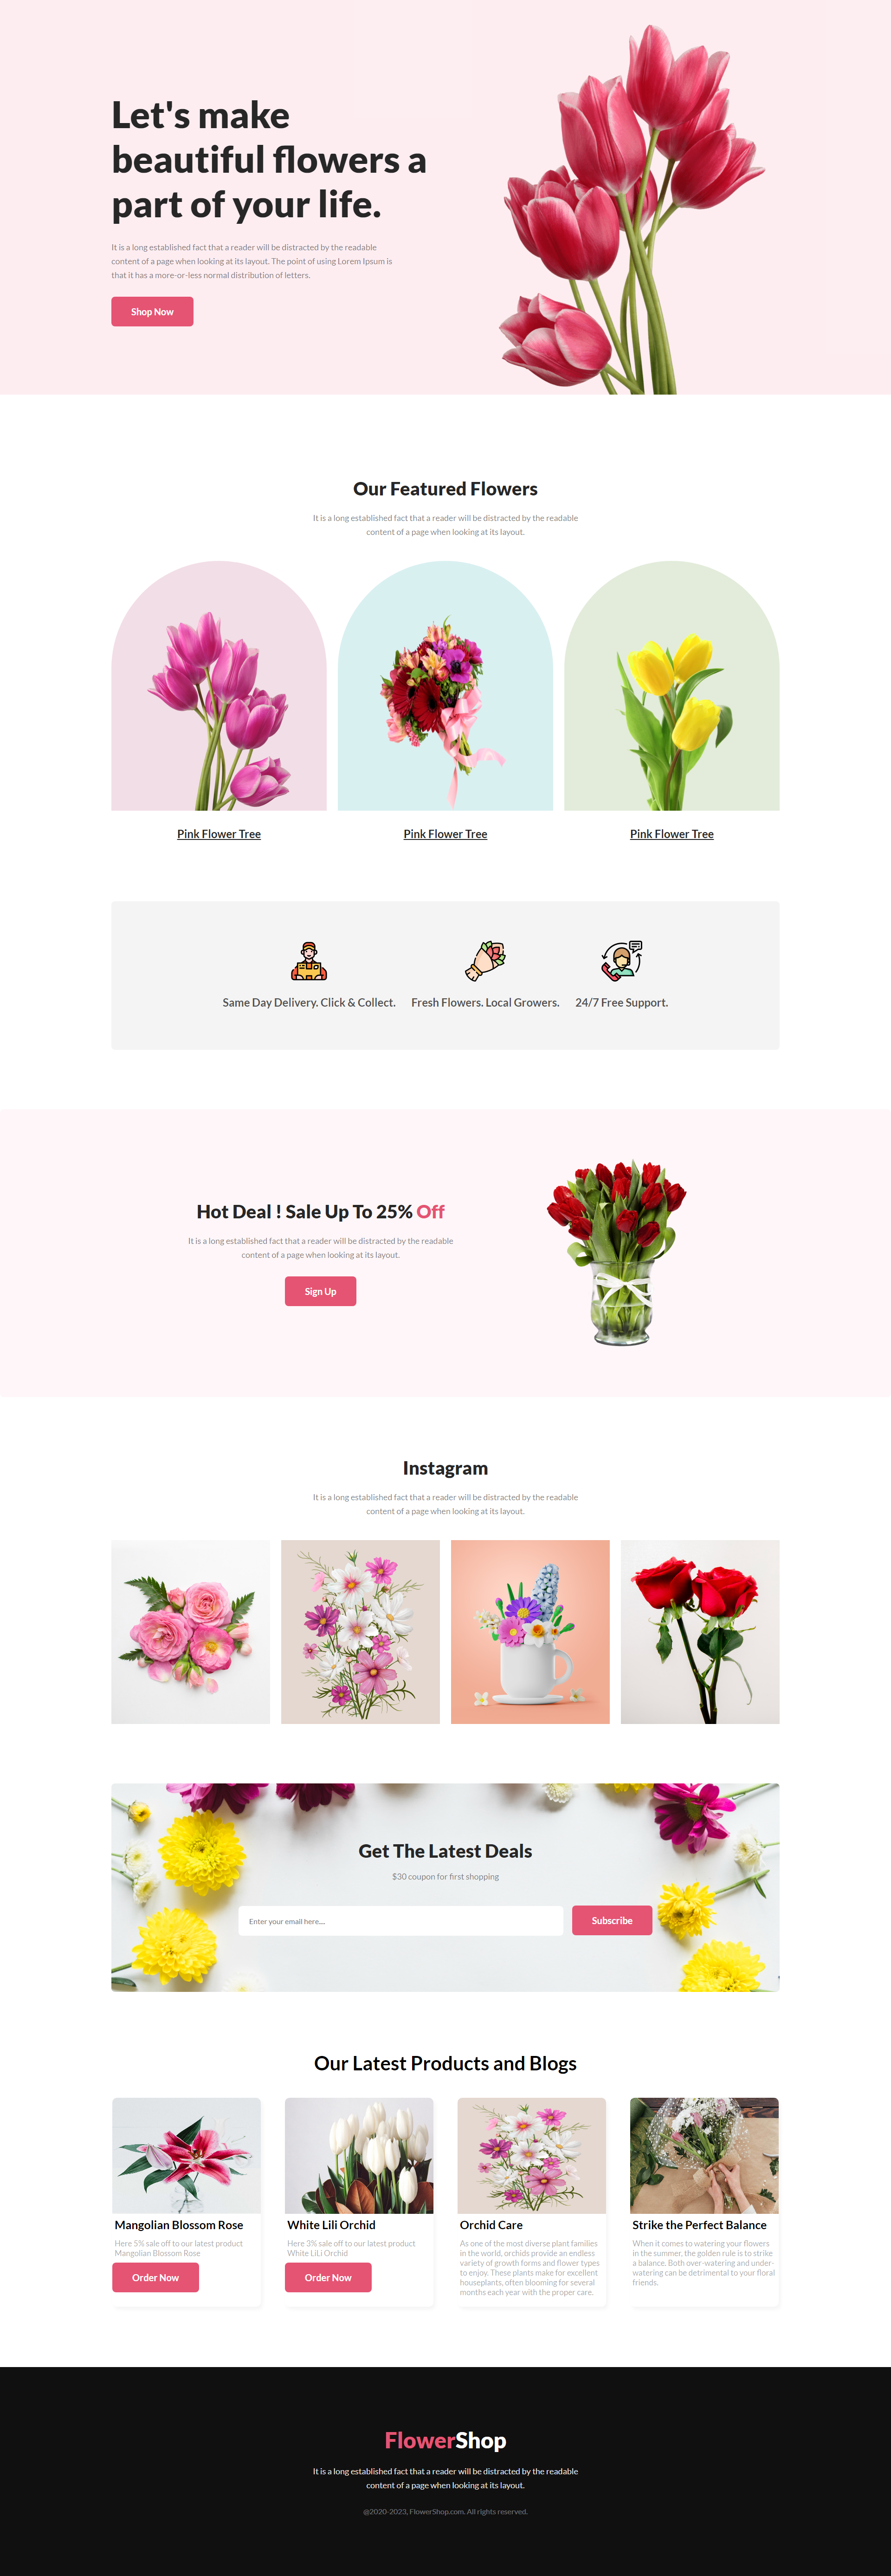 Let's make
beautiful flowers a
part of your life.
It is a long established fact that a reader will be distracted by the readable
content of a page when looking at its layout. The point of using Lorem Ipsum is
that it has a more-or-less normal distribution of letters.
Shop Now
Our Featured Flowers
It is a long established fact that a reader will be distracted by the readable
content of a page when looking at its layout.
Pink Flower Tree
Pink Flower Tree
Pink Flower Tree
Same Day Delivery. Click & Collect.
Fresh Flowers. Local Growers.
24/7 Free Support.
Hot Deal ! Sale Up To 25% Off
It is a long established fact that a reader will be distracted by the readable
content of a page when looking at its layout.
Sign Up
Instagram
It is a long established fact that a reader will be distracted by the readable
content of a page when looking at its layout.
Get The Latest Deals
$30 coupon for first shopping
Enter your email here....
Subscribe
Our Latest Products and Blogs
Mangolian Blossom Rose
Here 5% sale off to our latest product
Mangolian Blossom Rose
Order Now
White Lili Orchid
Here 3% sale off to our latest product
White LiLi Orchid
Order Now
Orchid Care
As one of the most diverse plant families
in the world, orchids provide an endless
variety of growth forms and flower types
to enjoy. These plants make for excellent
houseplants, often blooming for several
months each year with the proper care.
Strike the Perfect Balance
When it comes to watering your flowers
in the summer, the golden rule is to strike
a balance. Both over-watering and under-
watering can be detrimental to your floral
friends.
FlowerShop
It is a long established fact that a reader will be distracted by the readable
content of a page when looking at its layout.
@2020-2023, FlowerShop.com. All rights reserved.